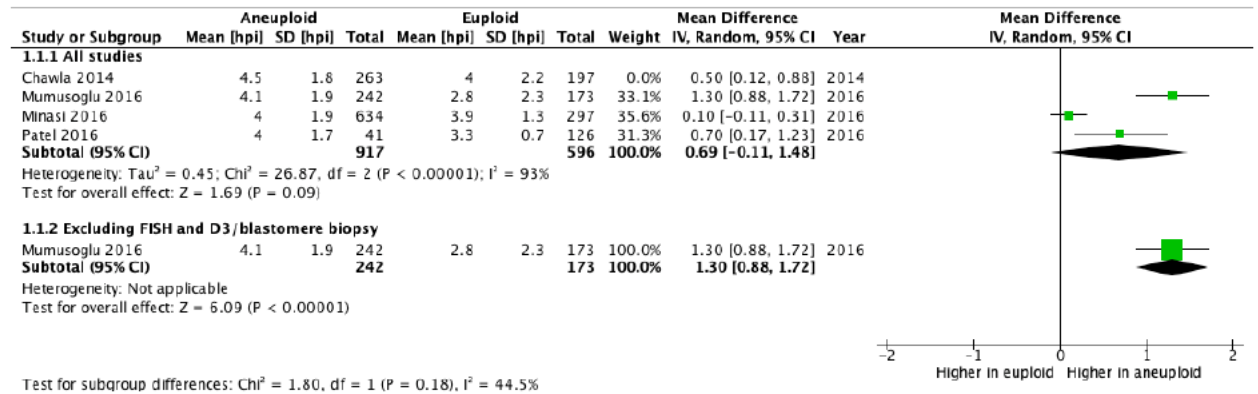 Aneuploid Euploid Mean Difference Mean Difference
Study or Subgroup Mean [hpi] SD [hpi] Total Mean [hpi] SD [hpi] Total Weight IV, Random, 95% CI Year IV, Random, 95% CI
1.1.1 All studies
Chawla 2014 4.5 1.8 263 4 2.2 197 0.0% 0.50 [0.12, 0.88] 2014
Mumusoglu 2016 4.1 1.9 242 2.8 2.3 173 33.1% 1.30 [0.88, 1.72] 2016
Minasi 2016 4 1.9 634 3.9 1.3 297 35.6% 0.10 [-0.11, 0.31] 2016
Patel 2016 4 1.7 41 3.3 0.7 126 31.3% 0.70 [0.17, 1.23] 2016
Subtotal (95% CI) 917 596 100.0% 0.69 [-0.11, 1.48]
Heterogeneity: Tau² = 0.45; Chi² = 26.87, df = 2 (P < 0.00001); I² = 93%
Test for overall effect: Z = 1.69 (P = 0.09)
1.1.2 Excluding FISH and D3/blastomere biopsy
Mumusoglu 2016 4.1 1.9 242 2.8 2.3 173 100.0% 1.30 [0.88, 1.72] 2016
Subtotal (95% CI) 242 173 100.0% 1.30 [0.88, 1.72]
Heterogeneity: Not applicable
Test for overall effect: Z = 6.09 (P < 0.00001)
-2 -1 0 1 2
Higher in euploid Higher in aneuploid
Test for subgroup differences: Chi² = 1.80, df = 1 (P = 0.18), I² = 44.5%